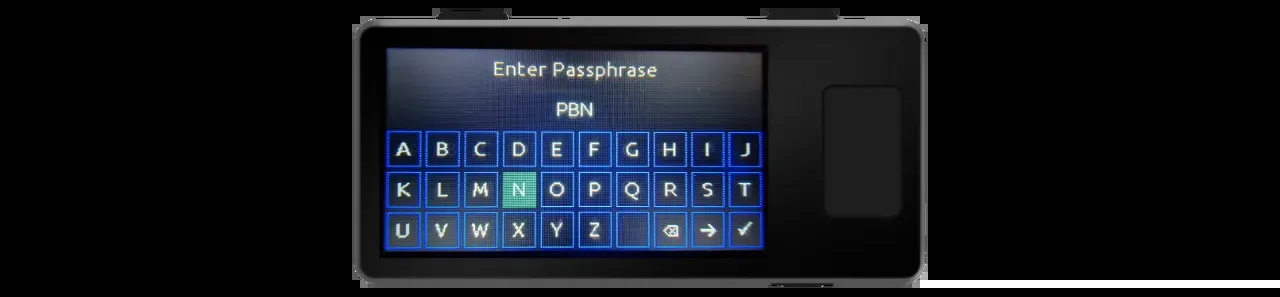 Enter Passphrase
PBN
A B C D E F G H I J
K L M N O P Q R S T
U V W X Y Z ⌫ → ✓